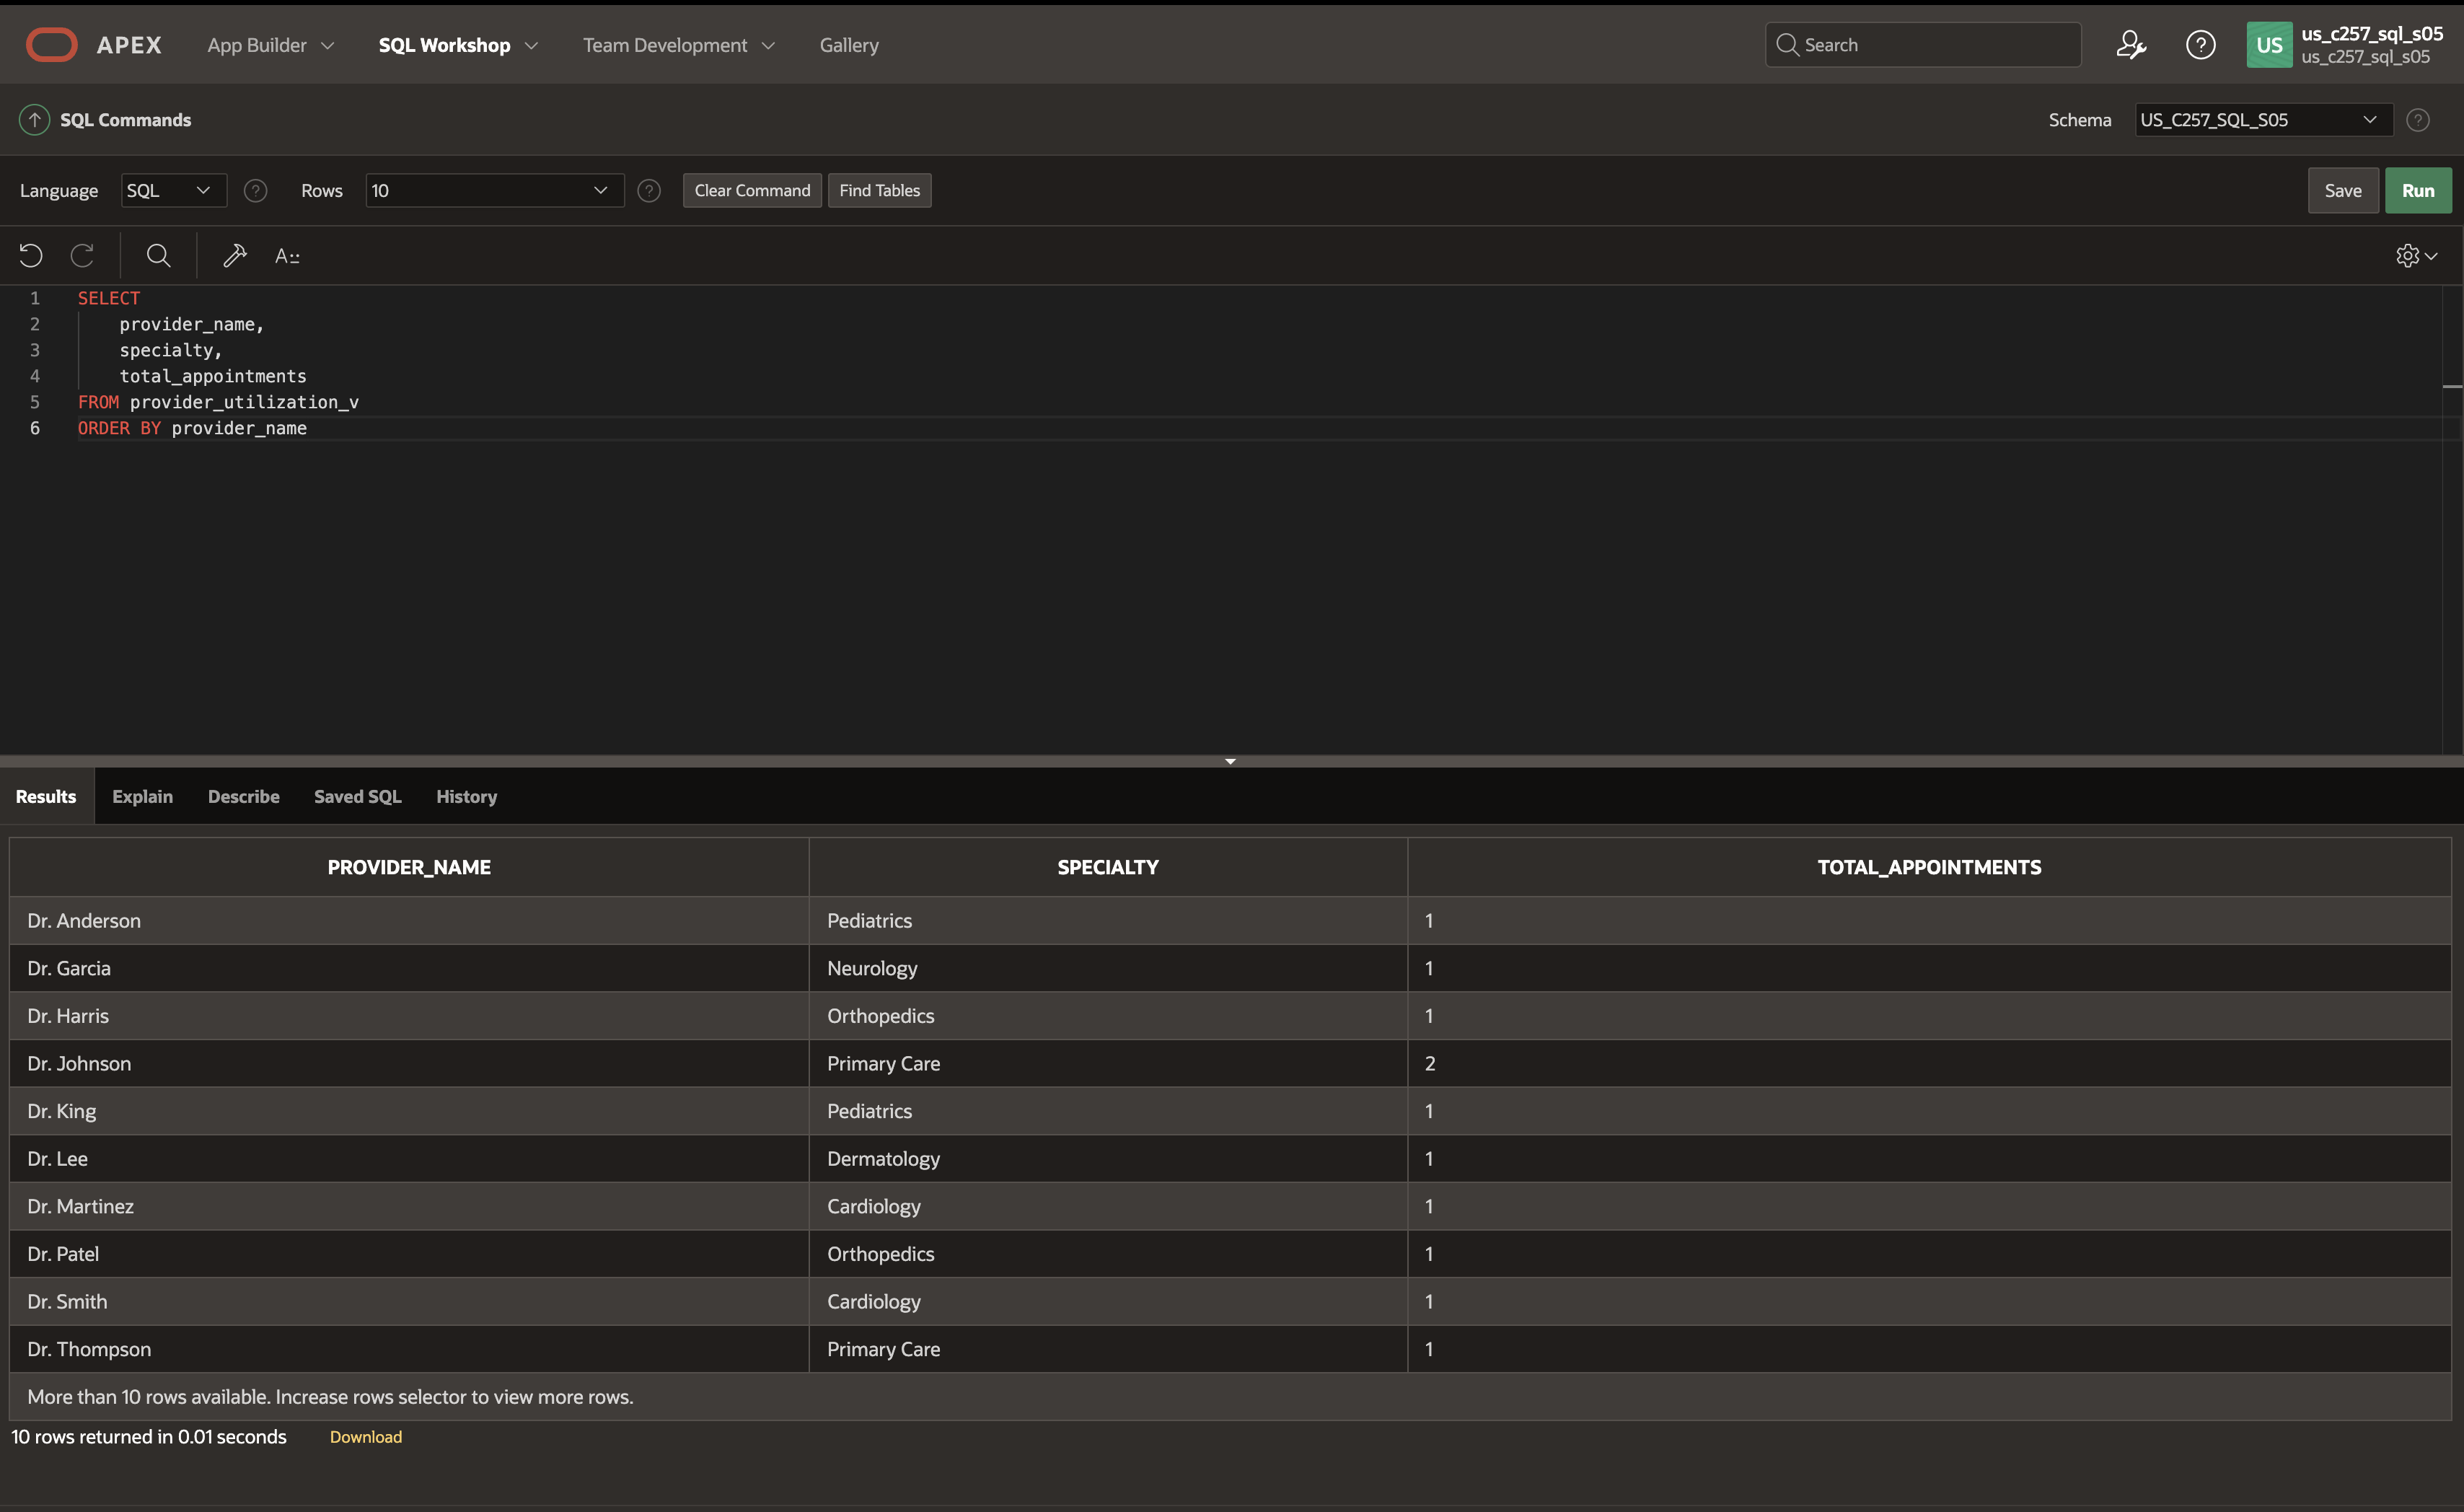 APEX App Builder SQL Workshop Team Development Gallery Search US us_c257_sql_s05
us_c257_sql_s05
SQL Commands Schema US_C257_SQL_S05
Language SQL Rows 10 Clear Command Find Tables Save Run
A
1 SELECT
2 provider_name,
3 specialty,
4 total_appointments
5 FROM provider_utilization_v
6 ORDER BY provider_name
Results Explain Describe Saved SQL History
PROVIDER_NAME SPECIALTY TOTAL_APPOINTMENTS
Dr. Anderson Pediatrics 1
Dr. Garcia Neurology 1
Dr. Harris Orthopedics 1
Dr. Johnson Primary Care 2
Dr. King Pediatrics 1
Dr. Lee Dermatology 1
Dr. Martinez Cardiology 1
Dr. Patel Orthopedics 1
Dr. Smith Cardiology 1
Dr. Thompson Primary Care 1
More than 10 rows available. Increase rows selector to view more rows.
10 rows returned in 0.01 seconds Download